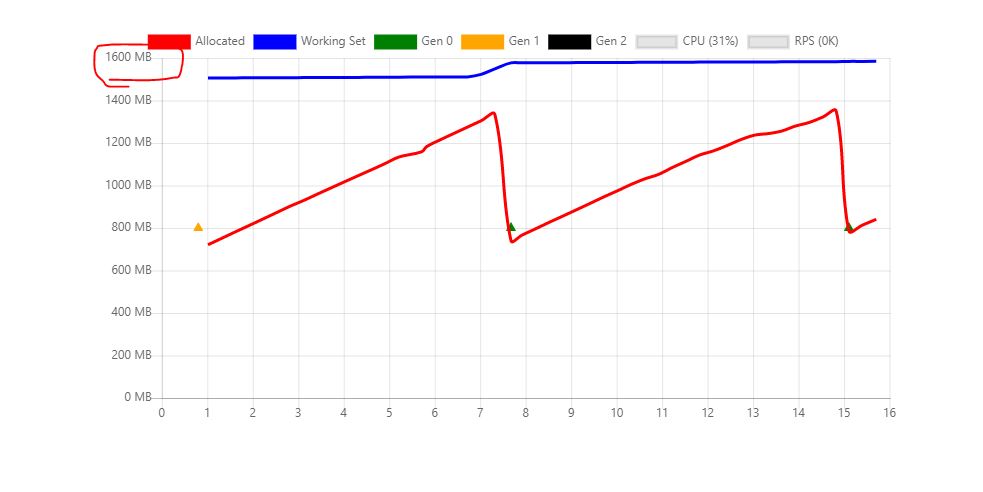 Allocated Working Set Gen 0 Gen 1 Gen 2 CPU (31%) RPS (0K)
1600 MB
1400 MB
1200 MB
1000 MB
800 MB
600 MB
400 MB
200 MB
0 MB
0 1 2 3 4 5 6 7 8 9 10 11 12 13 14 15 16